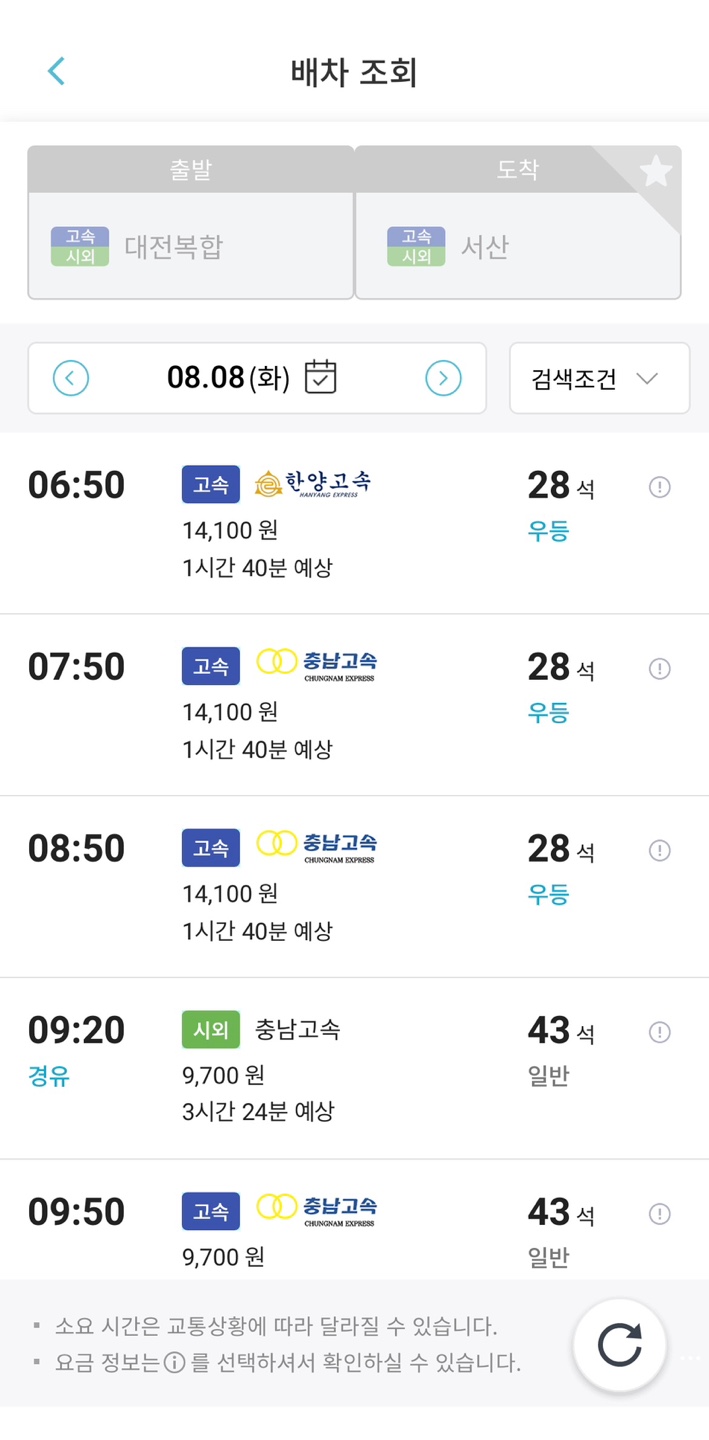 배차 조회
출발
도착
고속
시외
대전복합
고속
시외
서산
08.08(화)
검색조건
06:50 고속 한양고속 28 석
HANYANG EXPRESS
14,100 원 우등
1시간 40분 예상
07:50 고속 충남고속 28 석
CHUNGNAM EXPRESS
14,100 원 우등
1시간 40분 예상
08:50 고속 충남고속 28 석
CHUNGNAM EXPRESS
14,100 원 우등
1시간 40분 예상
09:20 시외 충남고속 43 석
경유 9,700 원 일반
3시간 24분 예상
09:50 고속 충남고속 43 석
CHUNGNAM EXPRESS
9,700 원 일반
소요 시간은 교통상황에 따라 달라질 수 있습니다.
요금 정보는ⓘ를 선택하셔서 확인하실 수 있습니다.